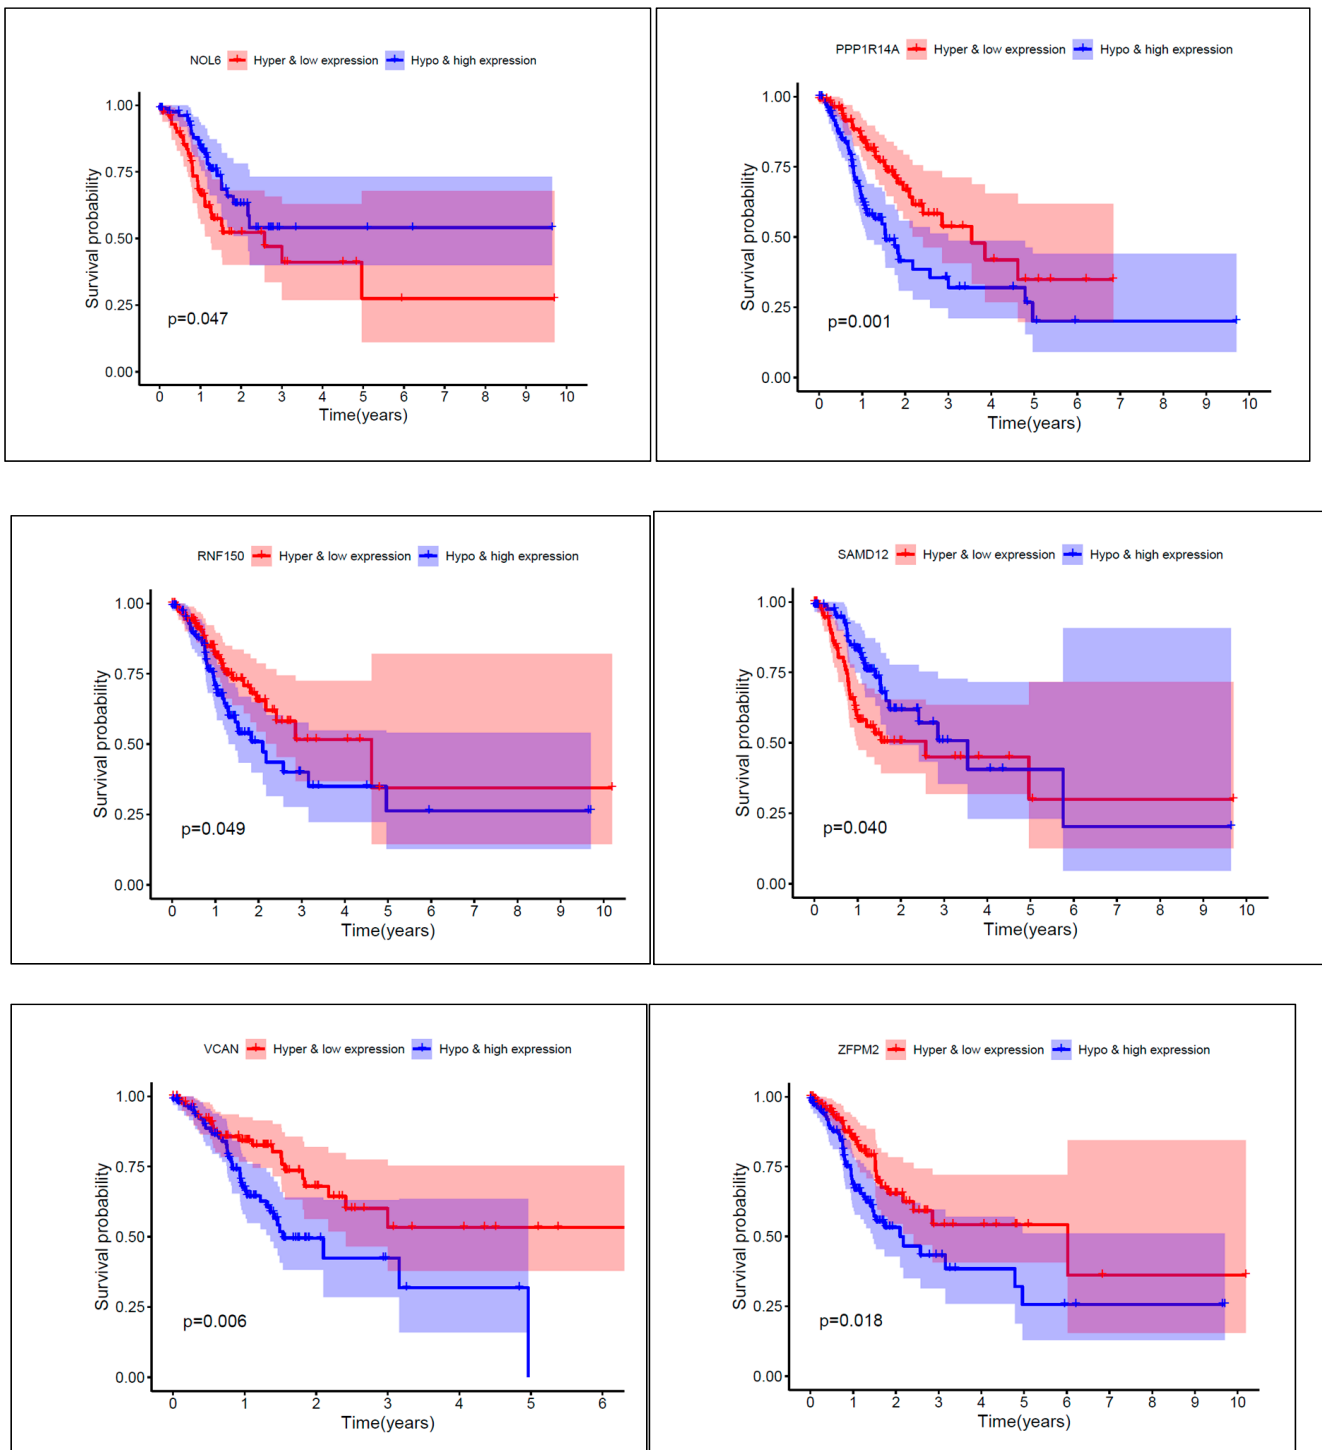 NOL6 Hyper & low expression Hypo & high expression
1.00
0.75
0.50
0.25
0.00
Survival probability
p=0.047
0 1 2 3 4 5 6 7 8 9 10
Time(years)
PPP1R14A Hyper & low expression Hypo & high expression
1.00
0.75
0.50
0.25
0.00
Survival probability
p=0.001
0 1 2 3 4 5 6 7 8 9 10
Time(years)
RNF150 Hyper & low expression Hypo & high expression
1.00
0.75
0.50
0.25
0.00
Survival probability
p=0.049
0 1 2 3 4 5 6 7 8 9 10
Time(years)
SAMD12 Hyper & low expression Hypo & high expression
1.00
0.75
0.50
0.25
0.00
Survival probability
p=0.040
0 1 2 3 4 5 6 7 8 9 10
Time(years)
VCAN Hyper & low expression Hypo & high expression
1.00
0.75
0.50
0.25
0.00
Survival probability
p=0.006
0 1 2 3 4 5 6
Time(years)
ZFPM2 Hyper & low expression Hypo & high expression
1.00
0.75
0.50
0.25
0.00
Survival probability
p=0.018
0 1 2 3 4 5 6 7 8 9 10
Time(years)